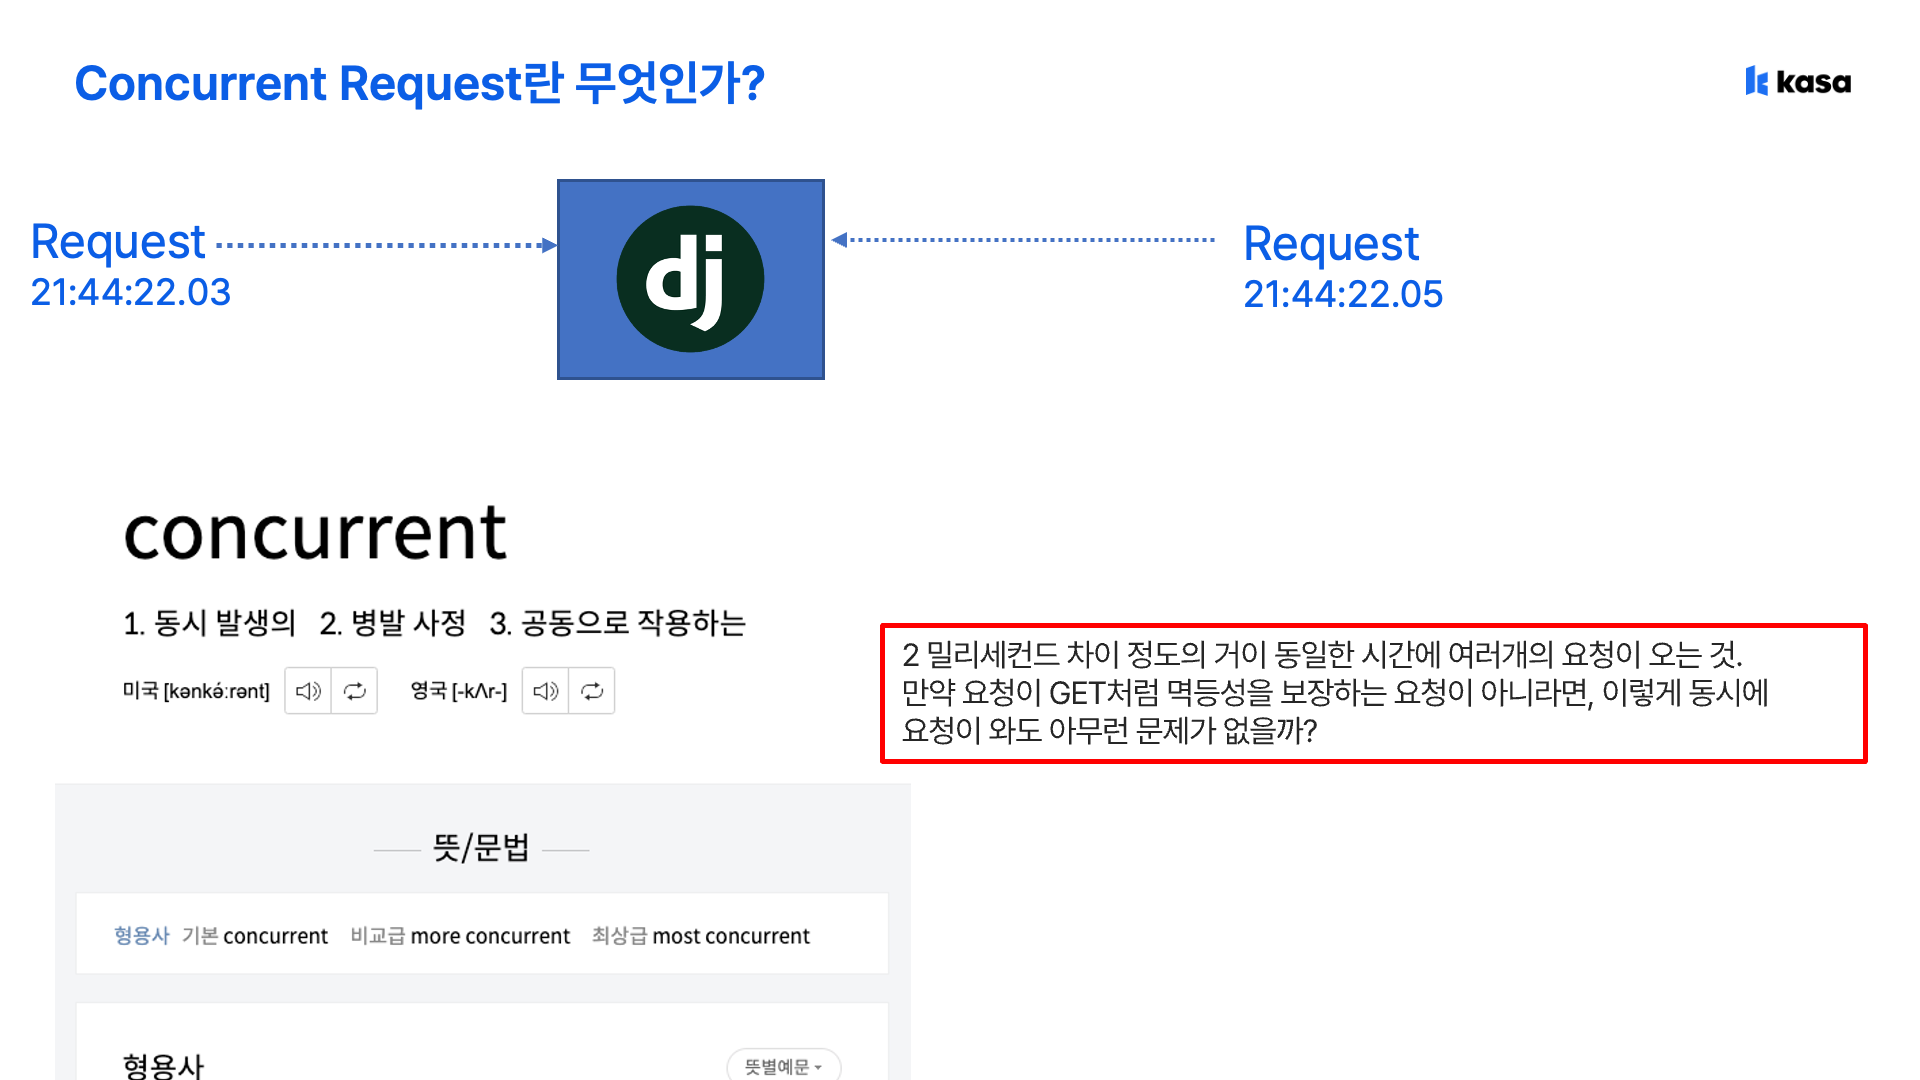 Concurrent Request란 무엇인가?
kasa
Request
21:44:22.03
dj
Request
21:44:22.05
concurrent
1. 동시 발생의 2. 병발 사정 3. 공동으로 작용하는
미국 [kənkə́ːrənt] 영국 [-kΛr-]
2 밀리세컨드 차이 정도의 거이 동일한 시간에 여러개의 요청이 오는 것.
만약 요청이 GET처럼 멱등성을 보장하는 요청이 아니라면, 이렇게 동시에
요청이 와도 아무런 문제가 없을까?
뜻/문법
형용사 기본 concurrent 비교급 more concurrent 최상급 most concurrent
형용사
뜻별예문